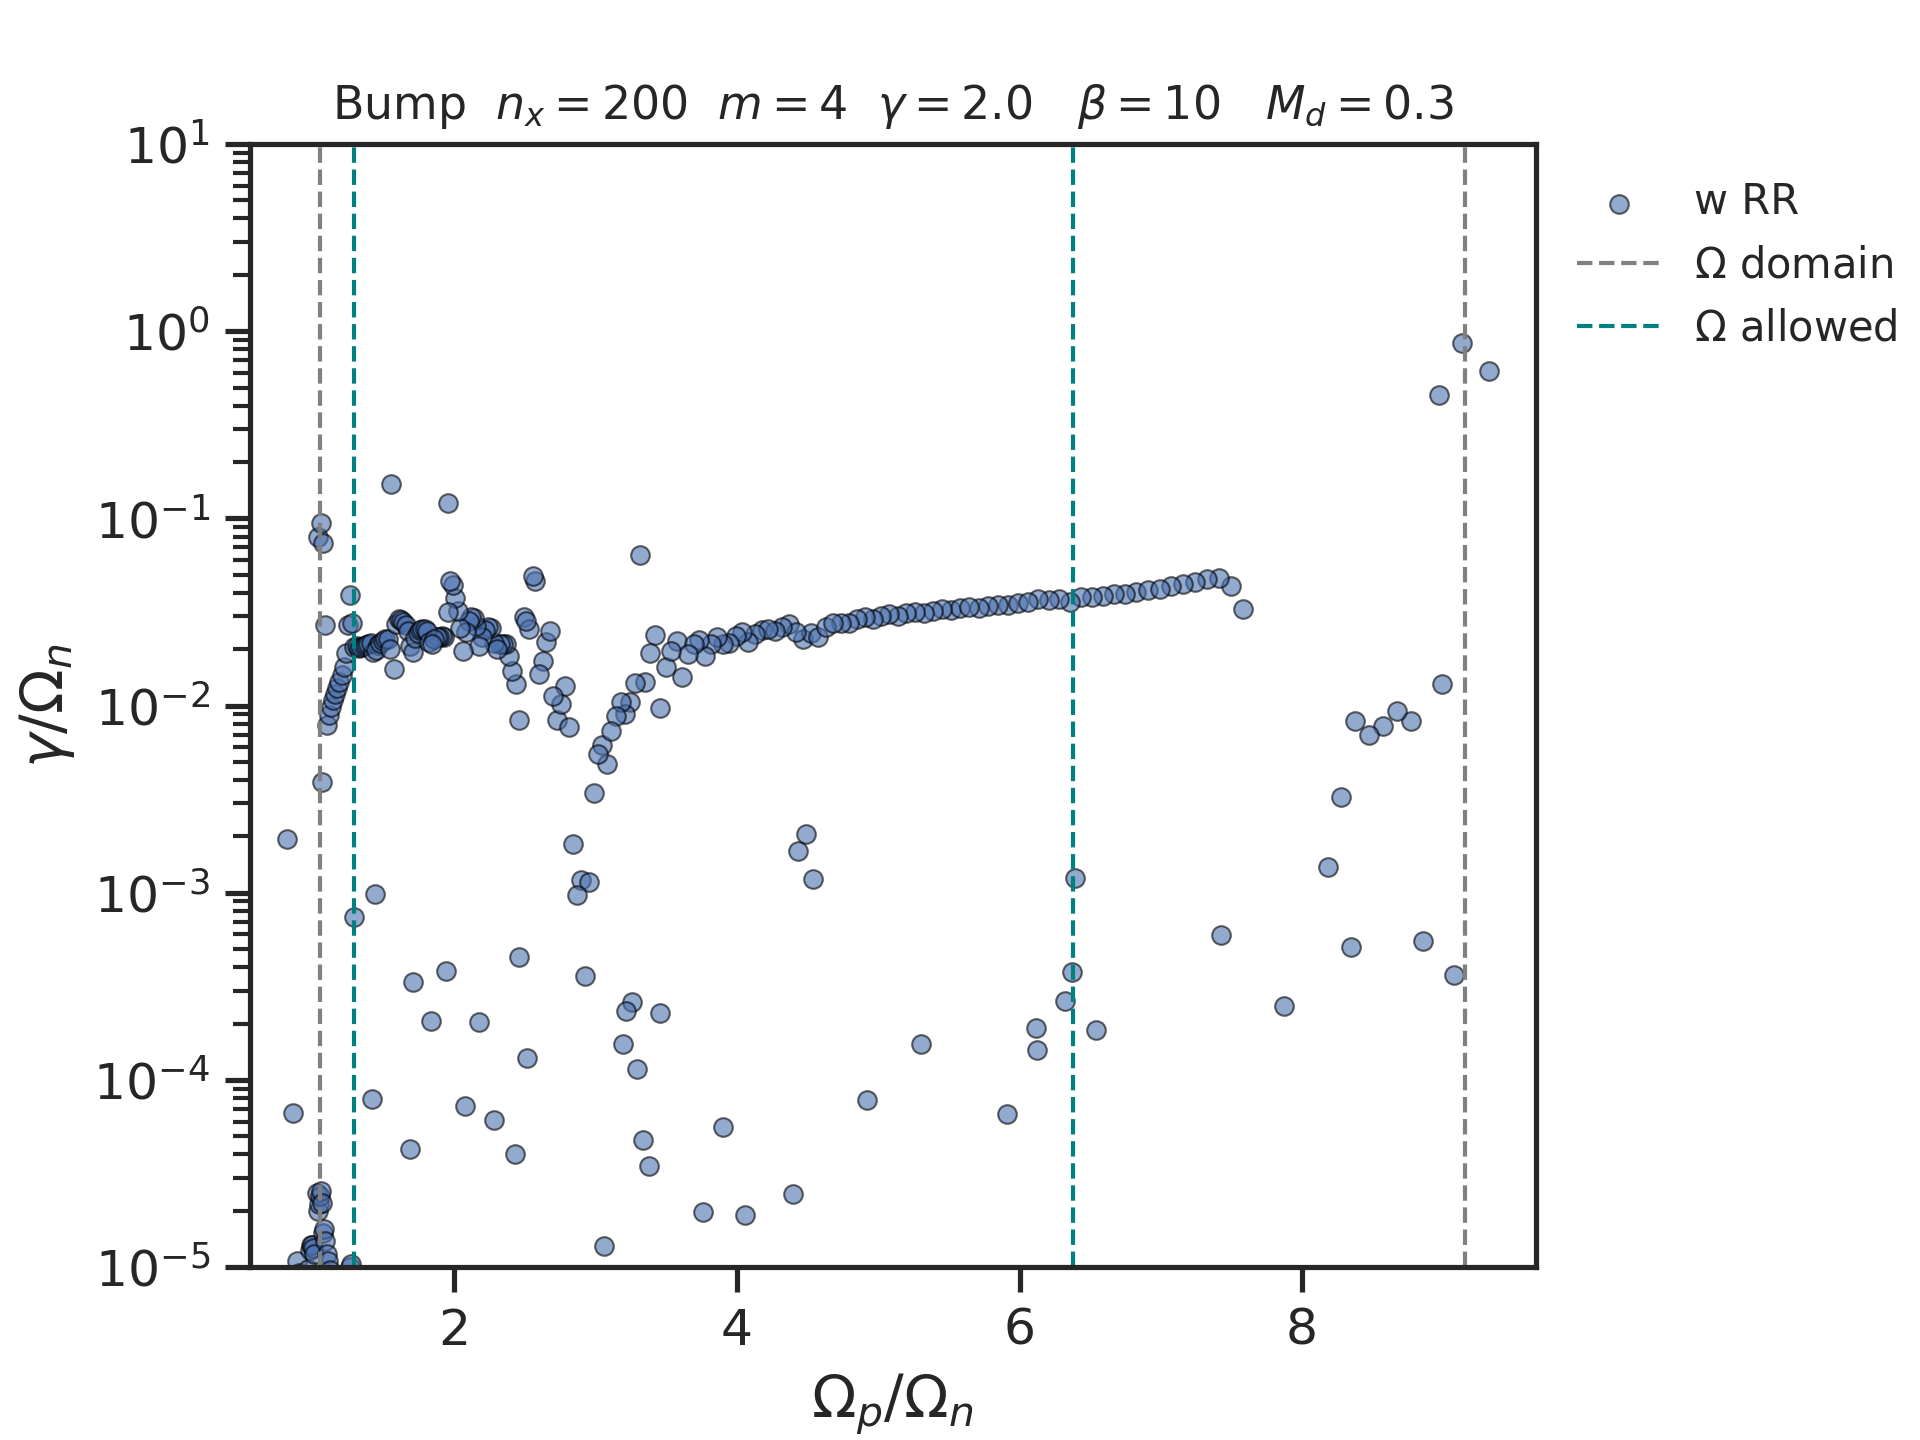 Bump n_x = 200 m = 4 γ = 2.0 β = 10 M_d = 0.3
10^1
10^0
10^−1
10^−2
10^−3
10^−4
10^−5
γ/Ω_n
2 4 6 8
Ω_p/Ω_n
w RR
Ω domain
Ω allowed